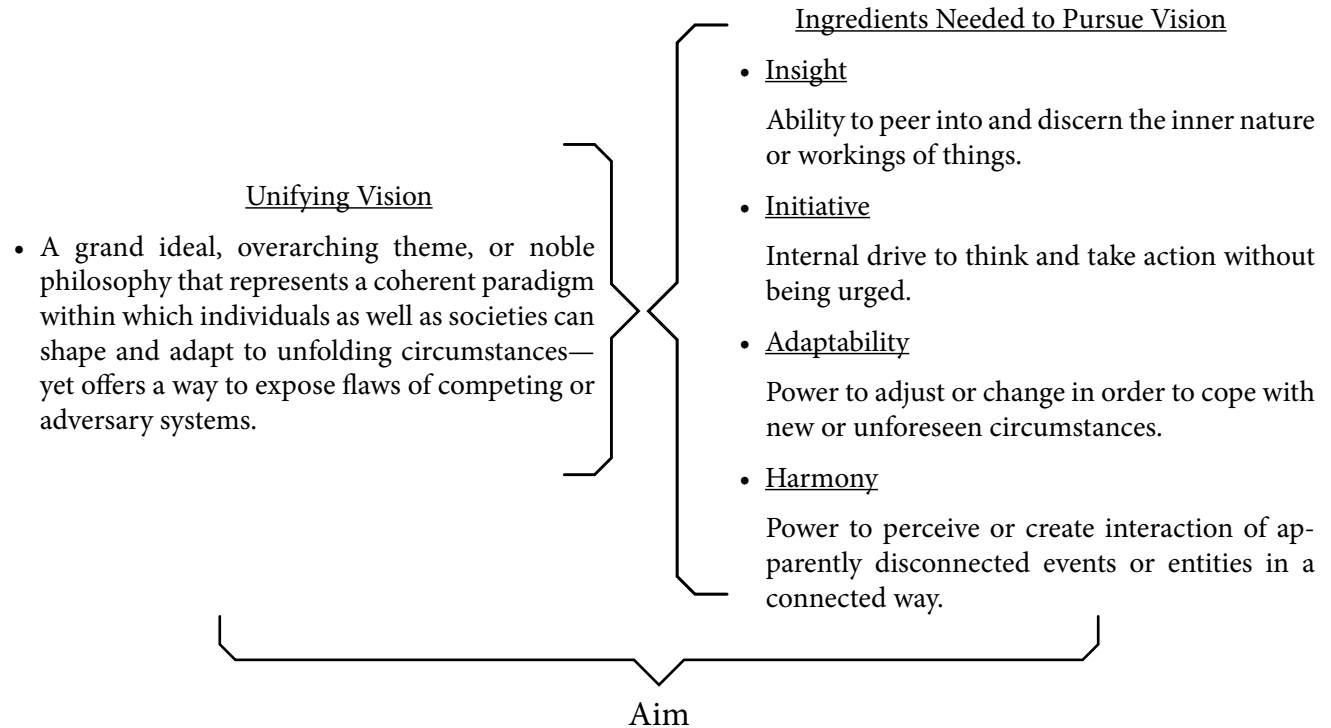 Unifying Vision
• A grand ideal, overarching theme, or noble
philosophy that represents a coherent paradigm
within which individuals as well as societies can
shape and adapt to unfolding circumstances—
yet offers a way to expose flaws of competing or
adversary systems.
Ingredients Needed to Pursue Vision
• Insight
Ability to peer into and discern the inner nature
or workings of things.
• Initiative
Internal drive to think and take action without
being urged.
• Adaptability
Power to adjust or change in order to cope with
new or unforeseen circumstances.
• Harmony
Power to perceive or create interaction of ap-
parently disconnected events or entities in a
connected way.
Aim